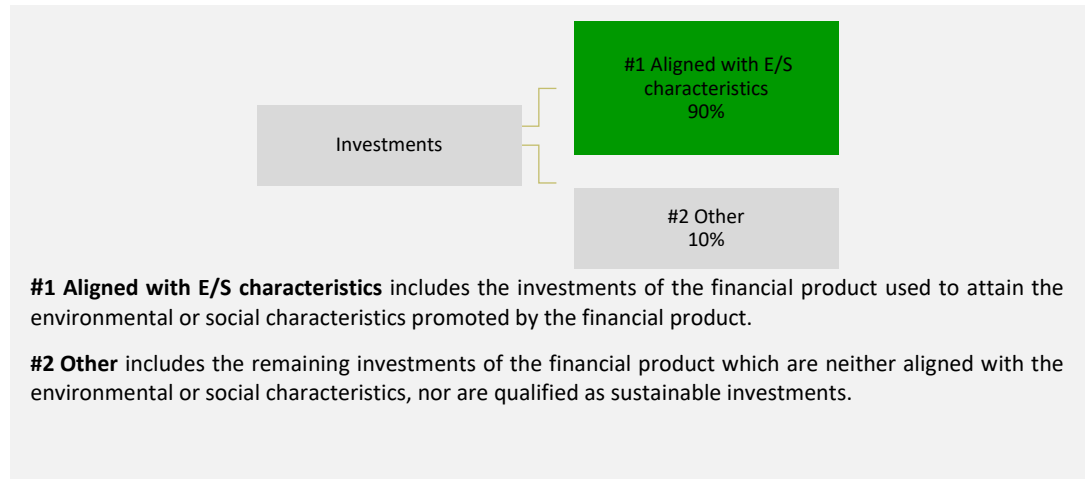 #1 Aligned with E/S
characteristics
90%
Investments
#2 Other
10%
#1 Aligned with E/S characteristics includes the investments of the financial product used to attain the
environmental or social characteristics promoted by the financial product.
#2 Other includes the remaining investments of the financial product which are neither aligned with the
environmental or social characteristics, nor are qualified as sustainable investments.